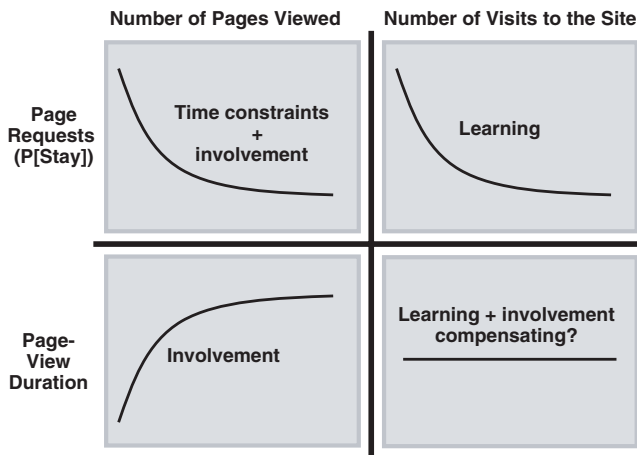 Number of Pages Viewed
Number of Visits to the Site
Page
Requests
(P[Stay])
Time constraints
+
involvement
Learning
Page-
View
Duration
Involvement
Learning + involvement
compensating?